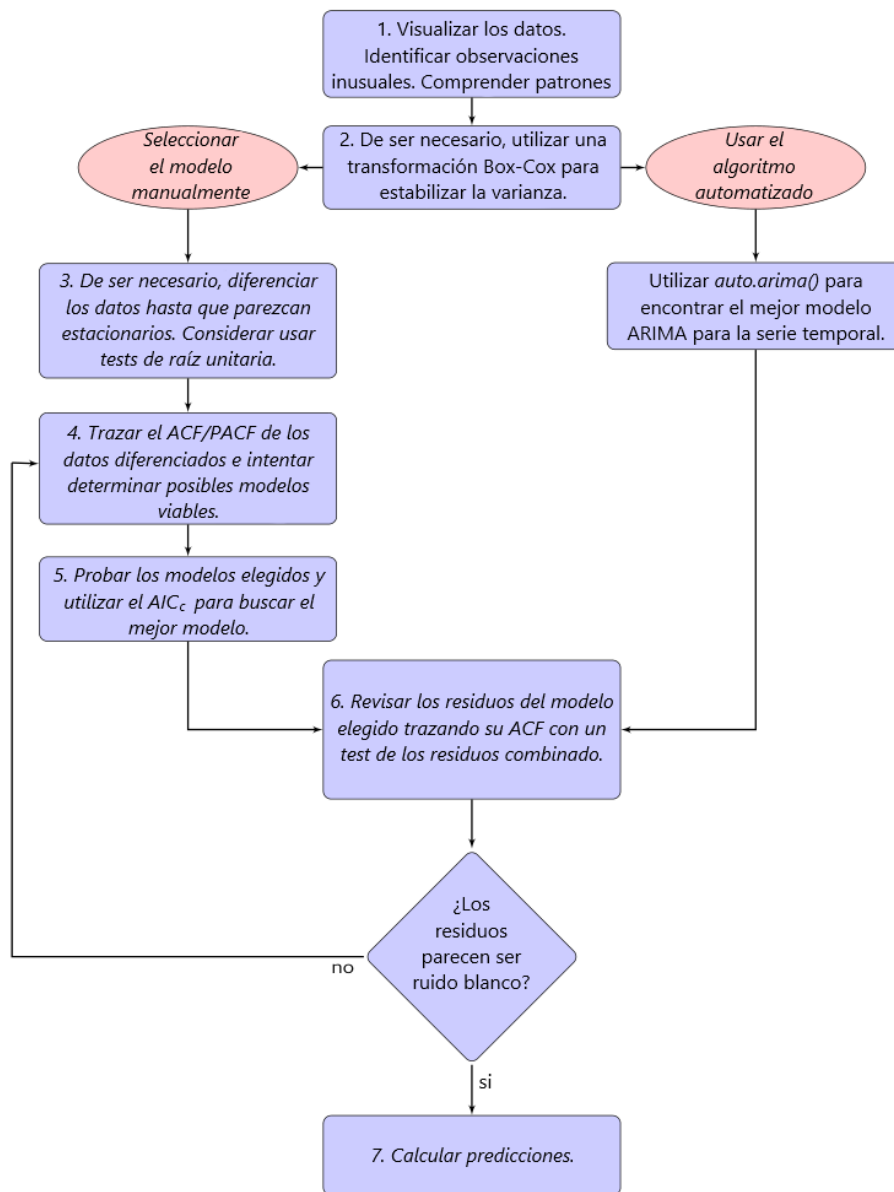 1. Visualizar los datos.
Identificar observaciones
inusuales. Comprender patrones
Seleccionar
el modelo
manualmente
2. De ser necesario, utilizar una
transformación Box-Cox para
estabilizar la varianza.
Usar el
algoritmo
automatizado
3. De ser necesario, diferenciar
los datos hasta que parezcan
estacionarios. Considerar usar
tests de raíz unitaria.
Utilizar auto.arima() para
encontrar el mejor modelo
ARIMA para la serie temporal.
4. Trazar el ACF/PACF de los
datos diferenciados e intentar
determinar posibles modelos
viables.
5. Probar los modelos elegidos y
utilizar el AICc para buscar el
mejor modelo.
6. Revisar los residuos del modelo
elegido trazando su ACF con un
test de los residuos combinado.
¿Los
residuos
parecen ser
ruido blanco?
no
si
7. Calcular predicciones.